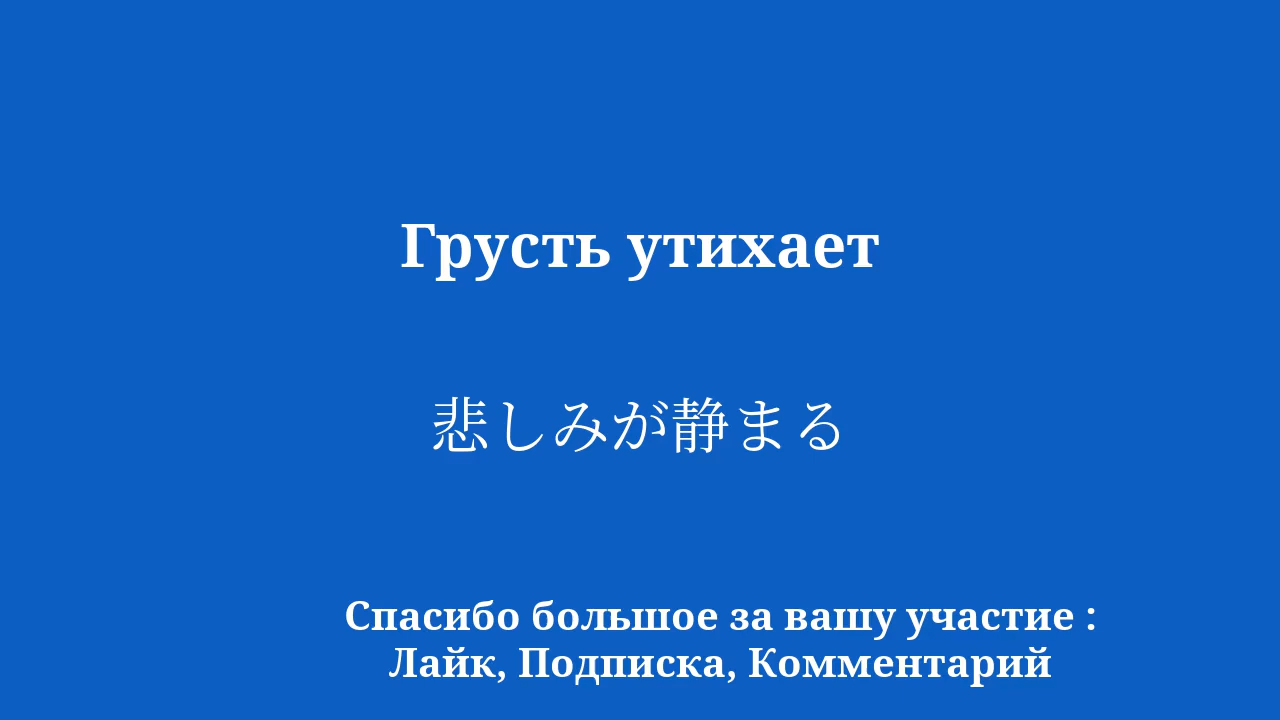 Грусть утихает
悲しみが静まる
Спасибо большое за вашу участие :
Лайк, Подписка, Комментарий